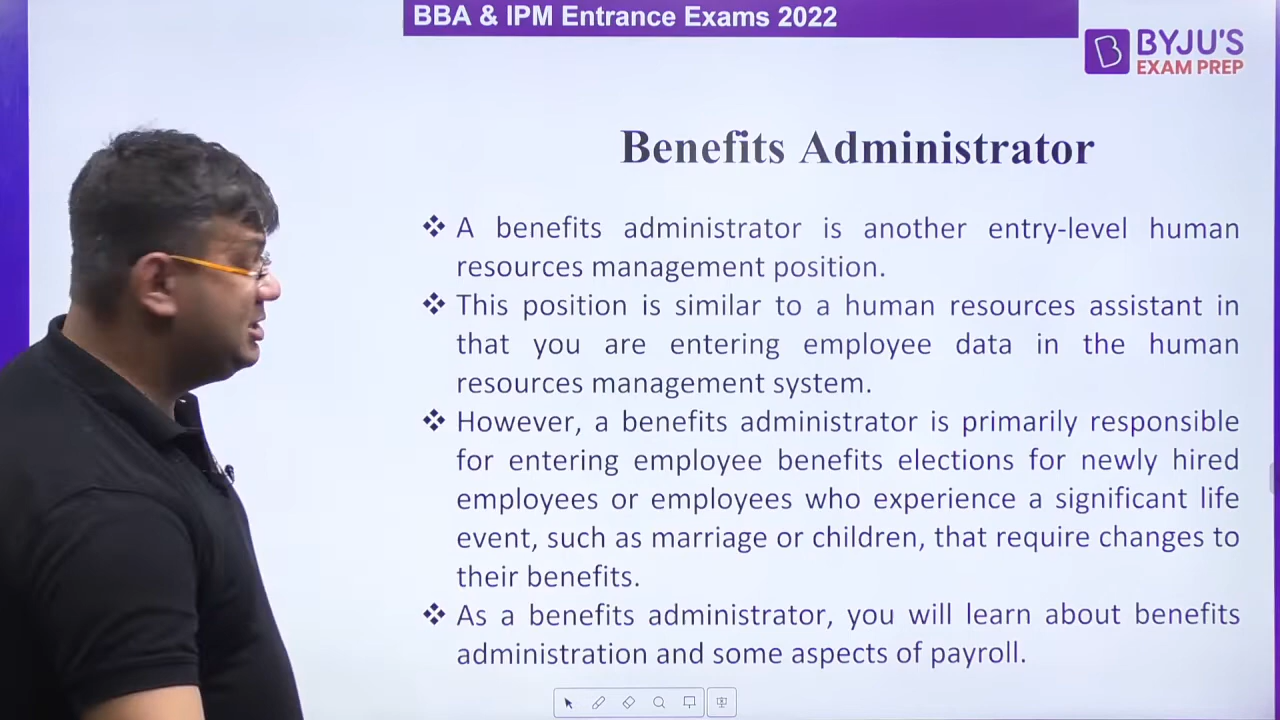 BBA & IPM Entrance Exams 2022
BYJU'S
EXAM PREP
Benefits Administrator
❖ A benefits administrator is another entry-level human
resources management position.
❖ This position is similar to a human resources assistant in
that you are entering employee data in the human
resources management system.
❖ However, a benefits administrator is primarily responsible
for entering employee benefits elections for newly hired
employees or employees who experience a significant life
event, such as marriage or children, that require changes to
their benefits.
❖ As a benefits administrator, you will learn about benefits
administration and some aspects of payroll.